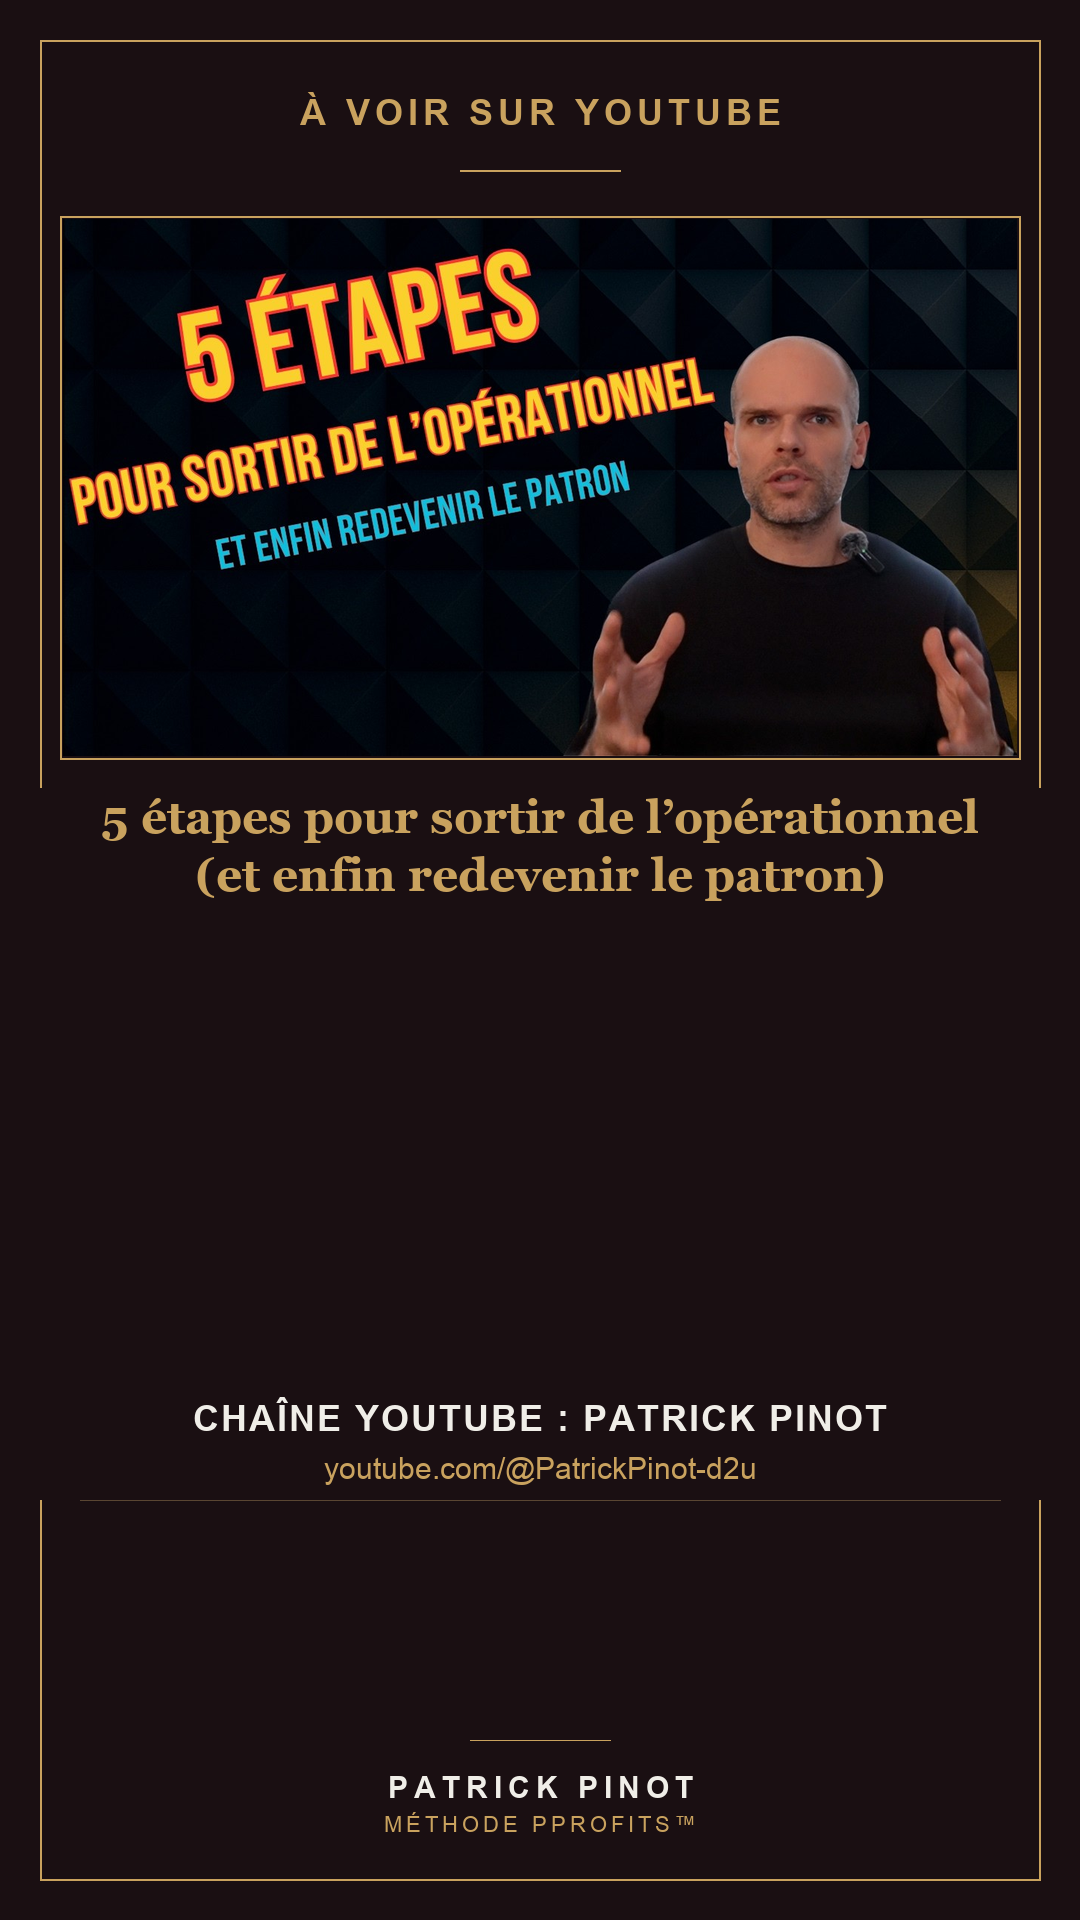 À VOIR SUR YOUTUBE
5 ÉTAPES
POUR SORTIR DE L’OPÉRATIONNEL
ET ENFIN REDEVENIR LE PATRON
5 étapes pour sortir de l’opérationnel
(et enfin redevenir le patron)
CHAÎNE YOUTUBE : PATRICK PINOT
youtube.com/@PatrickPinot-d2u
PATRICK PINOT
MÉTHODE PPROFITS™